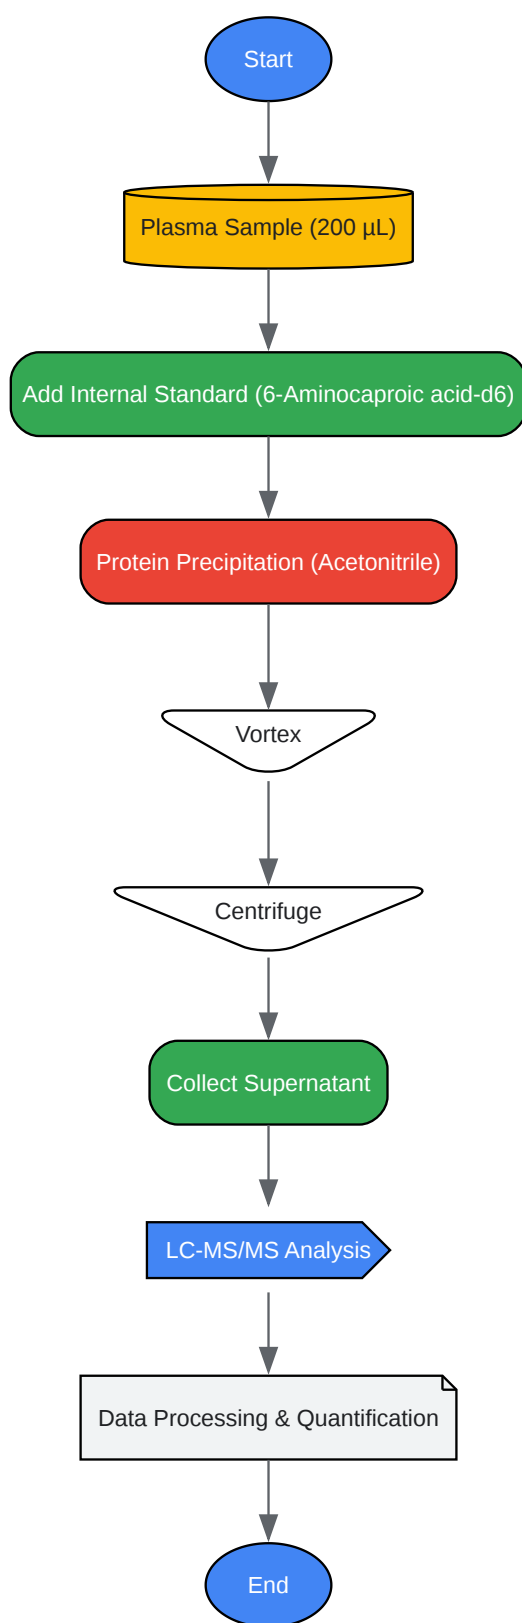 Start
Plasma Sample (200 µL)
Add Internal Standard (6-Aminocaproic acid-d6)
Protein Precipitation (Acetonitrile)
Vortex
Centrifuge
Collect Supernatant
LC-MS/MS Analysis
Data Processing & Quantification
End